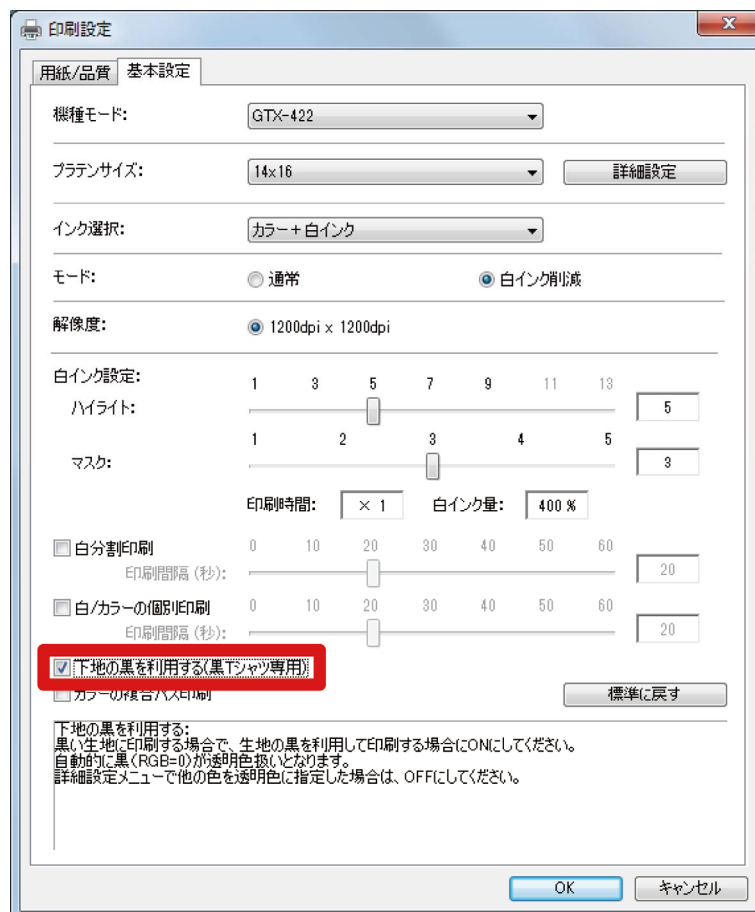 印刷設定
用紙/品質 基本設定
機種モード: GTX-422
プラテンサイズ: 14x16 詳細設定
インク選択: カラー+白インク
モード: 通常 白インク削減
解像度: 1200dpi x 1200dpi
白インク設定: 1 3 5 7 9 11 13
ハイライト: 5
1 2 3 4 5
マスク: 3
印刷時間: × 1 白インク量: 400 %
白分割印刷 0 10 20 30 40 50 60
印刷間隔(秒): 20
白/カラーの個別印刷 0 10 20 30 40 50 60
印刷間隔(秒): 20
下地の黒を利用する(黒Tシャツ専用)
カラーの複合パス印刷 標準に戻す
下地の黒を利用する:
黒い生地に印刷する場合で、生地の黒を利用して印刷する場合にONにしてください。
自動的に黒(RGB=0)が透明色扱いとなります。
詳細設定メニューで他の色を透明色に指定した場合は、OFFにしてください。
OK キャンセル